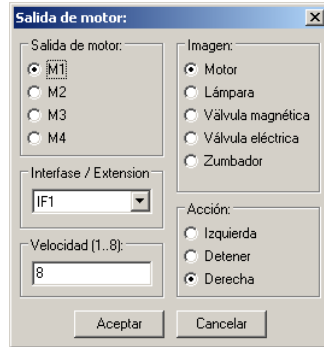 Salida de motor:
Salida de motor:
M1
M2
M3
M4
Interfase / Extension
IF1
Velocidad (1..8):
8
Imagen:
Motor
Lámpara
Välvula magnética
Válvula eléctrica
Zumbador
Acción:
Izquierda
Detener
Derecha
Aceptar
Cancelar